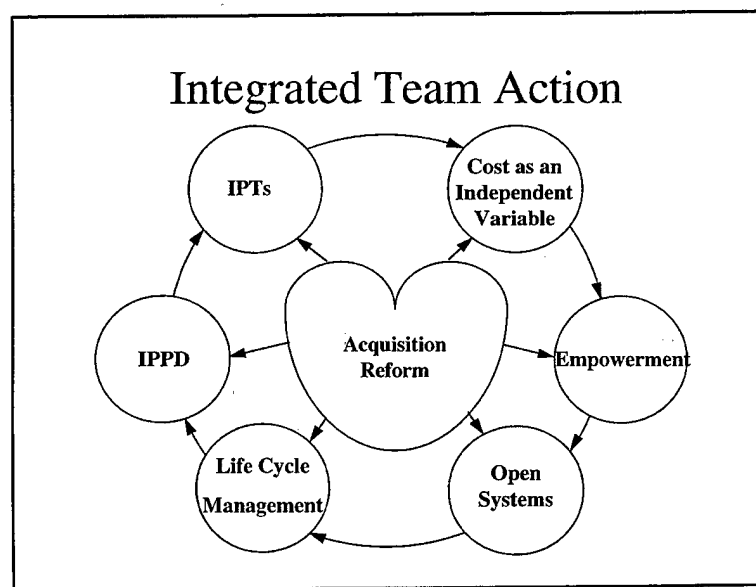 Integrated Team Action
IPTs
Cost as an
Independent
Variable
IPPD
Acquisition
Reform
Empowerment
Life Cycle
Management
Open
Systems